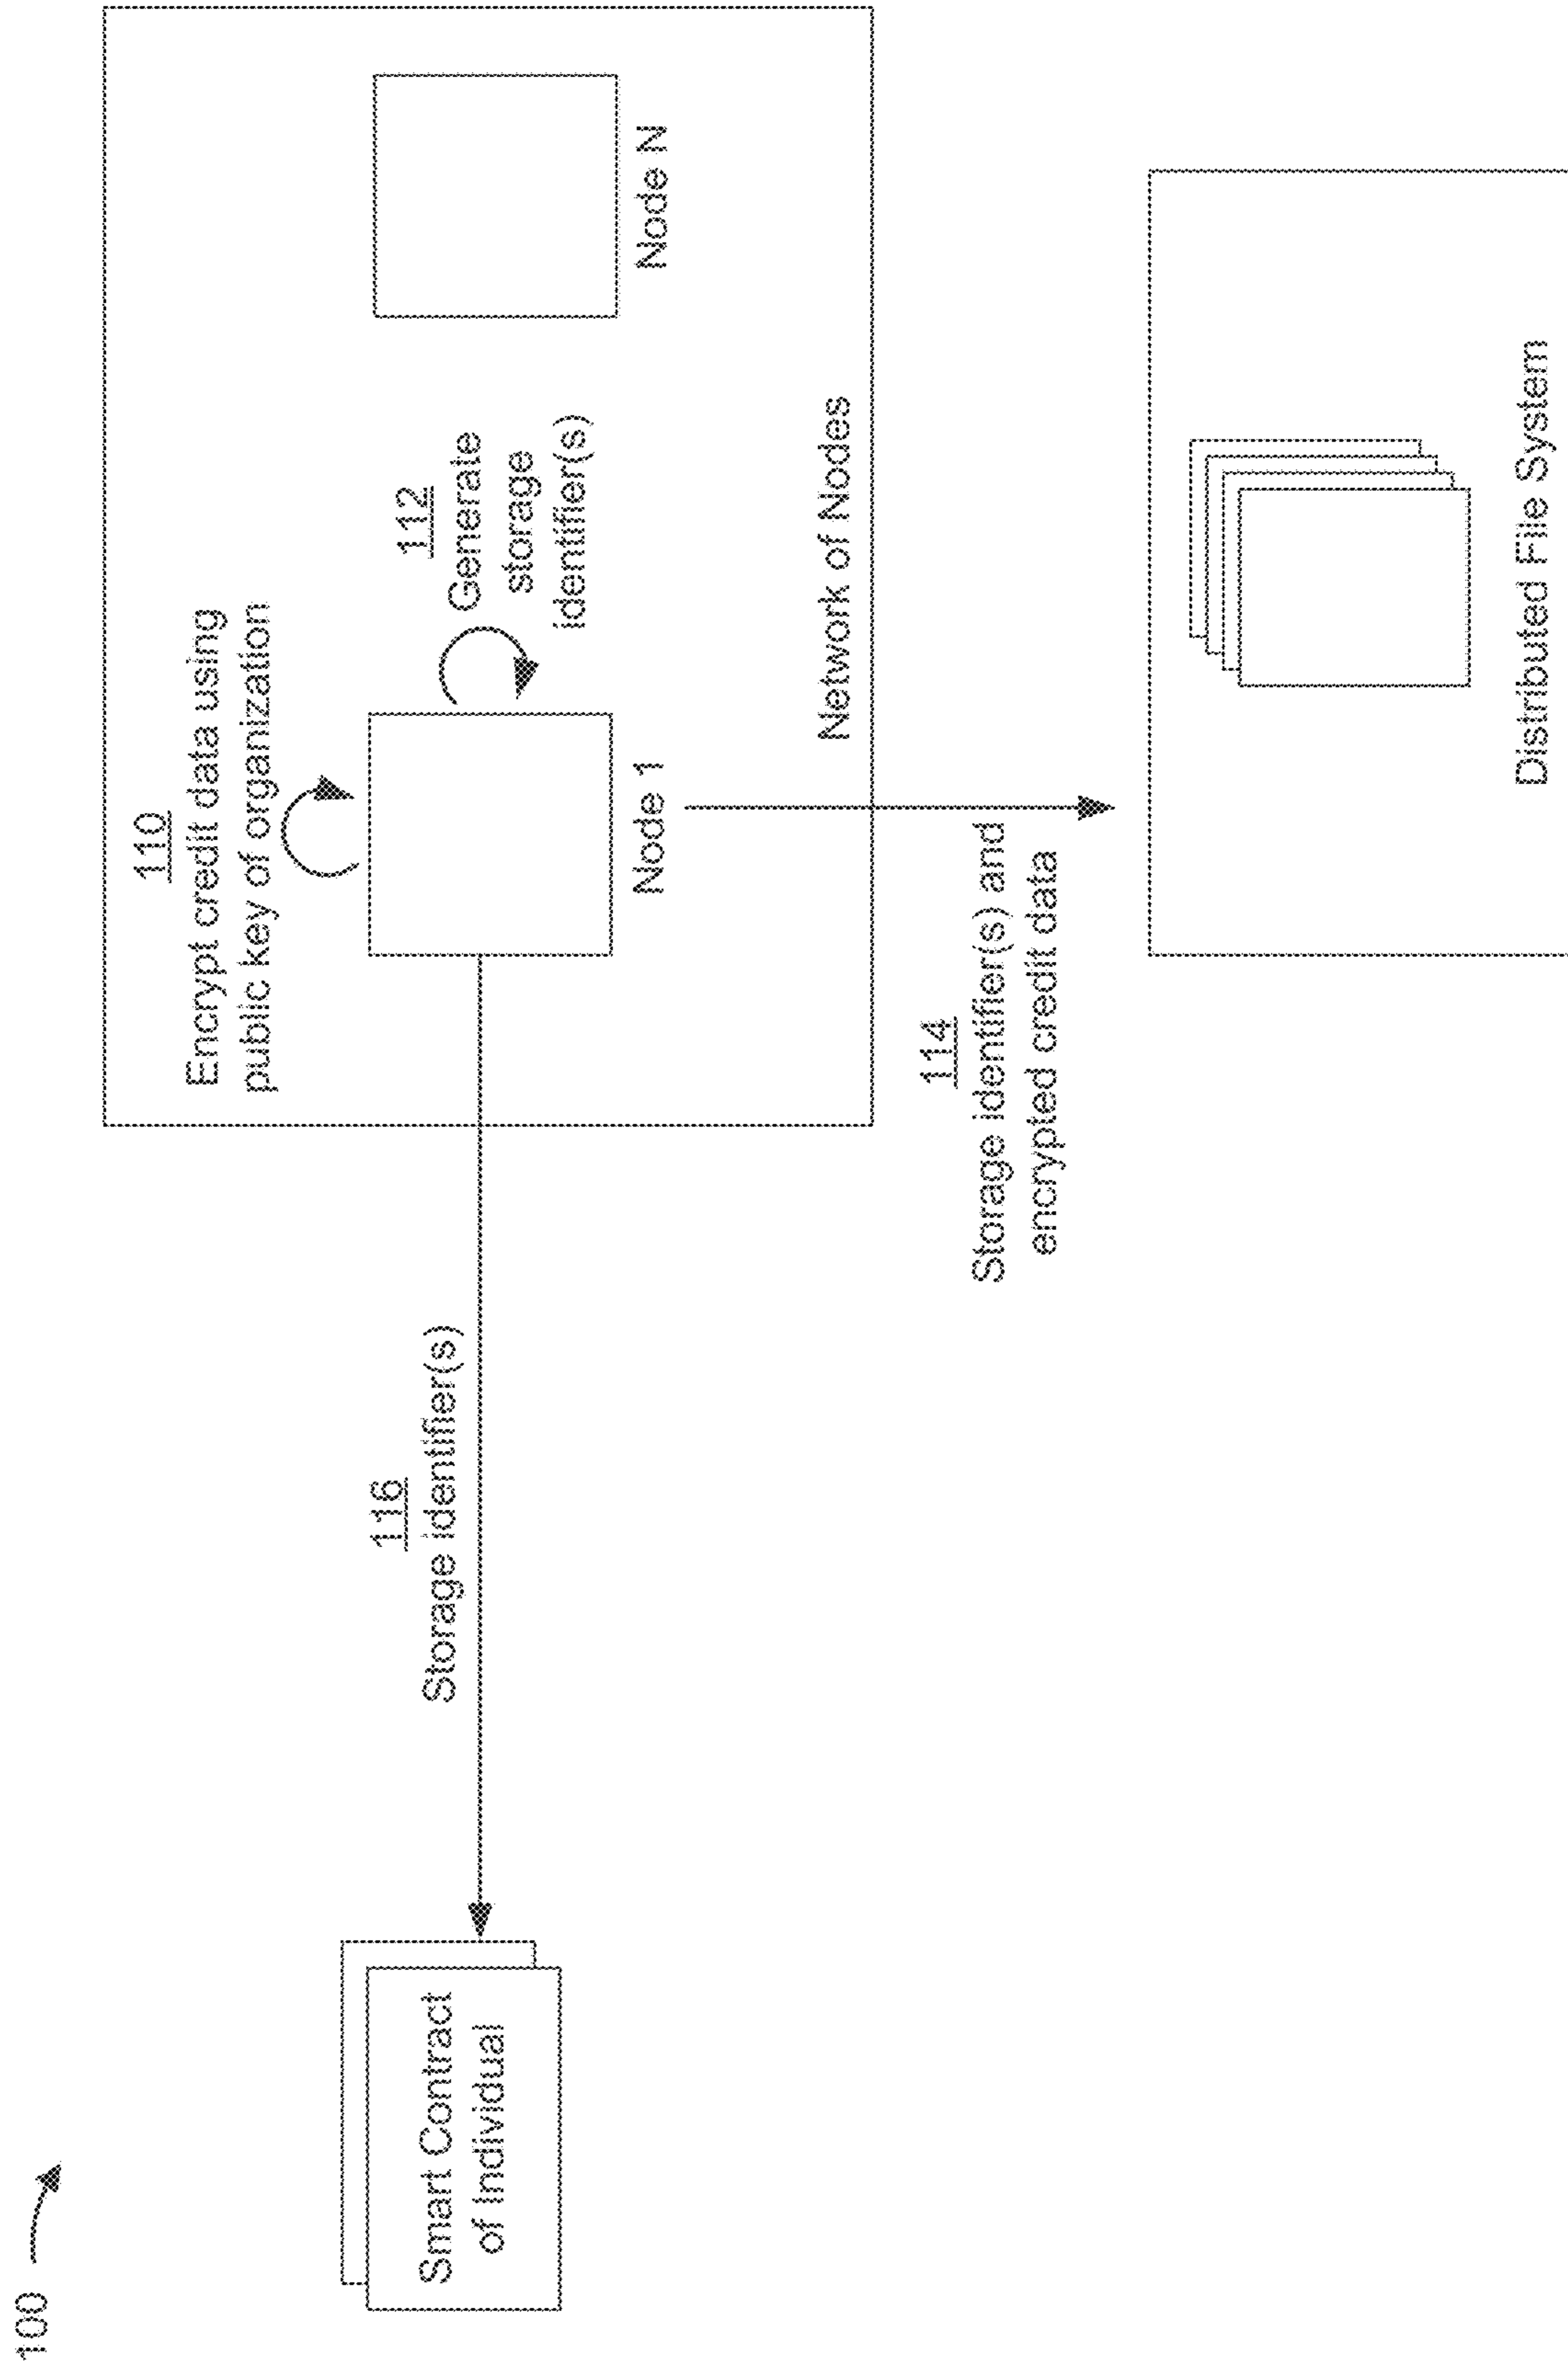 100
110
Encrypt credit data using
public key of organization
112
Generate
storage
identifier(s)
Node 1
Node N
Network of Nodes
116
Storage identifier(s)
Smart Contract
of Individual
114
Storage identifier(s) and
encrypted credit data
Distributed File System